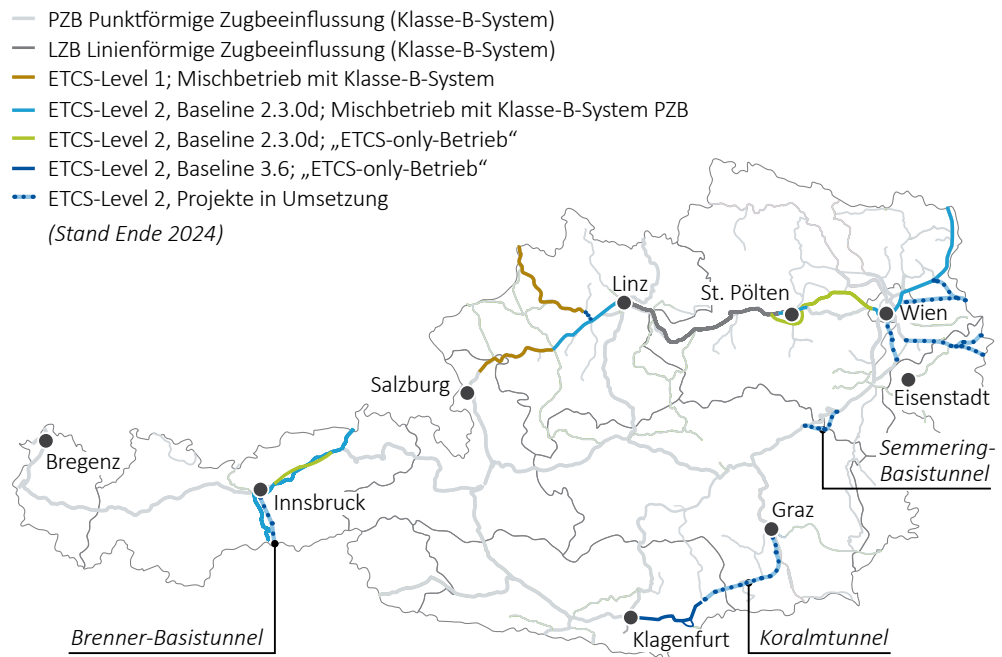 PZB Punktförmige Zugbeeinflussung (Klasse-B-System)
LZB Linienförmige Zugbeeinflussung (Klasse-B-System)
ETCS-Level 1; Mischbetrieb mit Klasse-B-System
ETCS-Level 2, Baseline 2.3.0d; Mischbetrieb mit Klasse-B-System PZB
ETCS-Level 2, Baseline 2.3.0d; „ETCS-only-Betrieb“
ETCS-Level 2, Baseline 3.6; „ETCS-only-Betrieb“
ETCS-Level 2, Projekte in Umsetzung
(Stand Ende 2024)
Linz
St. Pölten
Wien
Salzburg
Eisenstadt
Bregenz
Semmering-
Basistunnel
Innsbruck
Graz
Brenner-Basistunnel
Klagenfurt
Koralmtunnel